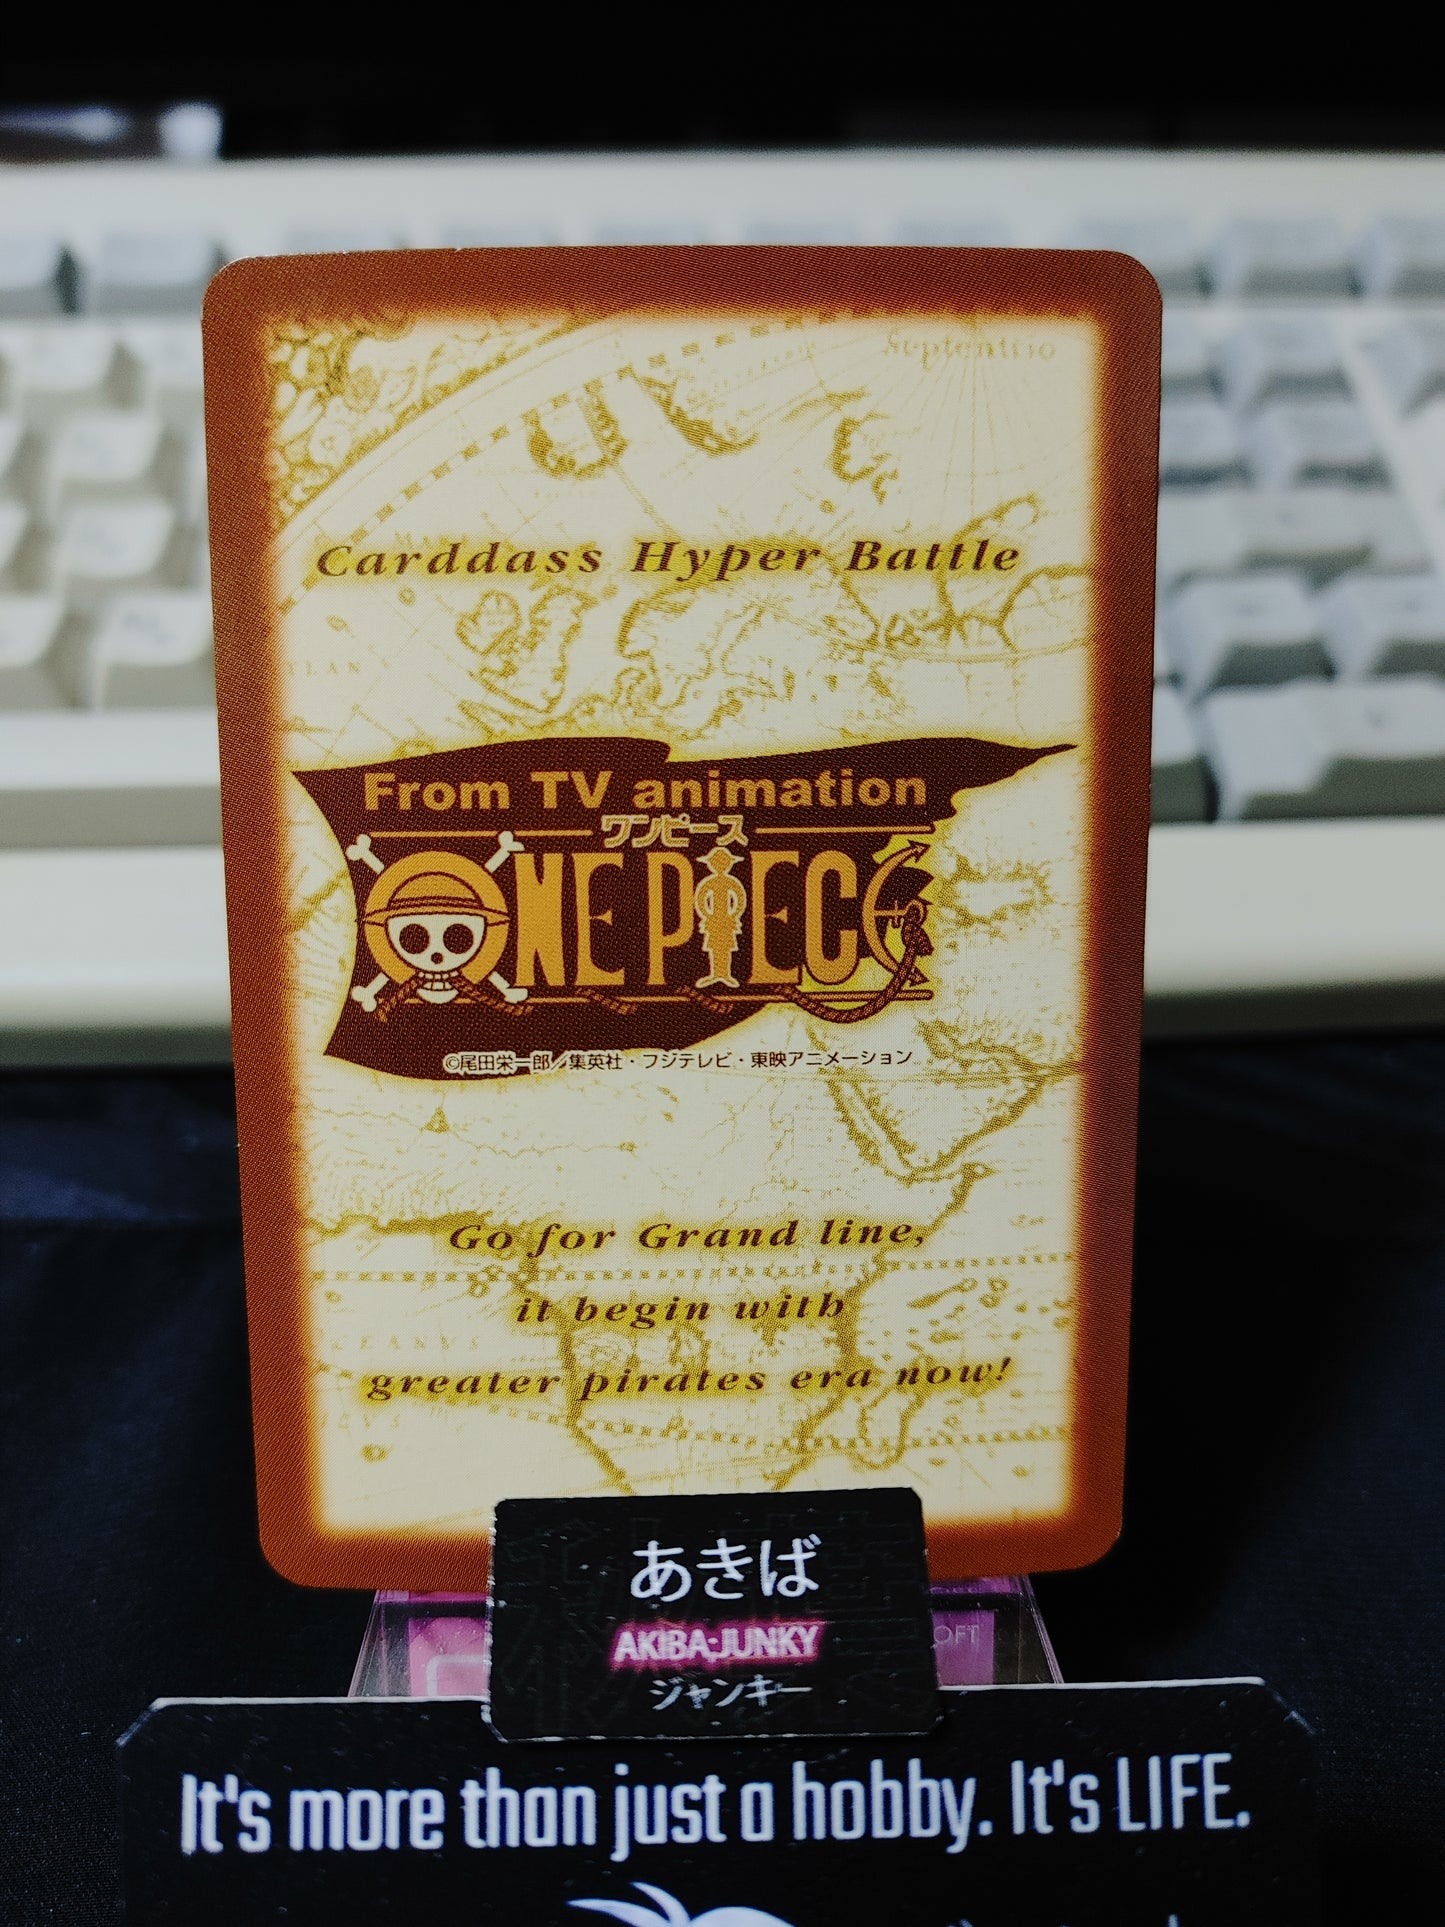 Septentrio
Carddass Hyper Battle
From TV animation
ワンピース
ONE PIECE
©尾田栄一郎／集英社・フジテレビ・東映アニメーション
Go for Grand line,
it begin with
greater pirates era now!
あきば
AKIBA;JUNKY
ジャンキー
It's more than just a hobby. It's LIFE.